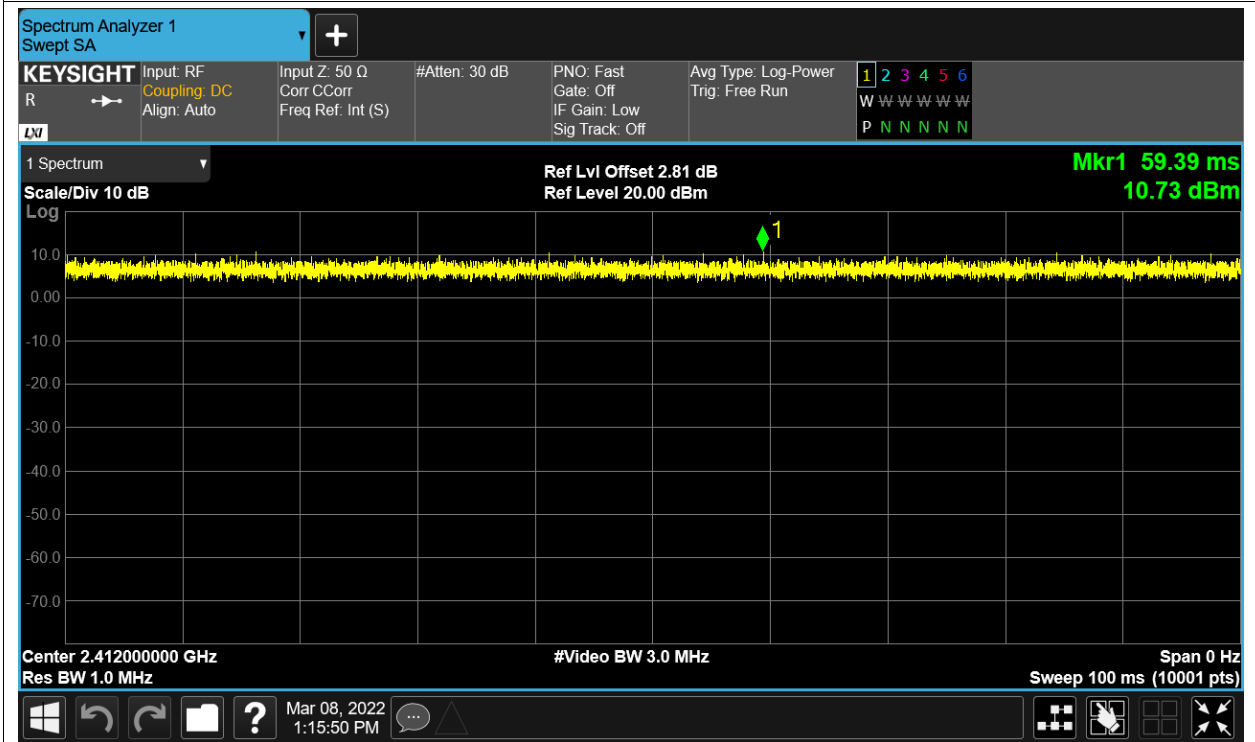 Spectrum Analyzer 1
Swept SA
+
KEYSIGHT
R
LXI
Input: RF
Coupling: DC
Align: Auto
Input Z: 50 Ω
Corr CCorr
Freq Ref: Int (S)
#Atten: 30 dB
PNO: Fast
Gate: Off
IF Gain: Low
Sig Track: Off
Avg Type: Log-Power
Trig: Free Run
1 2 3 4 5 6
W W W W W W
P N N N N N
1 Spectrum
Scale/Div 10 dB
Log
Ref Lvl Offset 2.81 dB
Ref Level 20.00 dBm
Mkr1 59.39 ms
10.73 dBm
1
10.0
0.00
-10.0
-20.0
-30.0
-40.0
-50.0
-60.0
-70.0
Center 2.412000000 GHz
Res BW 1.0 MHz
#Video BW 3.0 MHz
Span 0 Hz
Sweep 100 ms (10001 pts)
?
Mar 08, 2022
1:15:50 PM